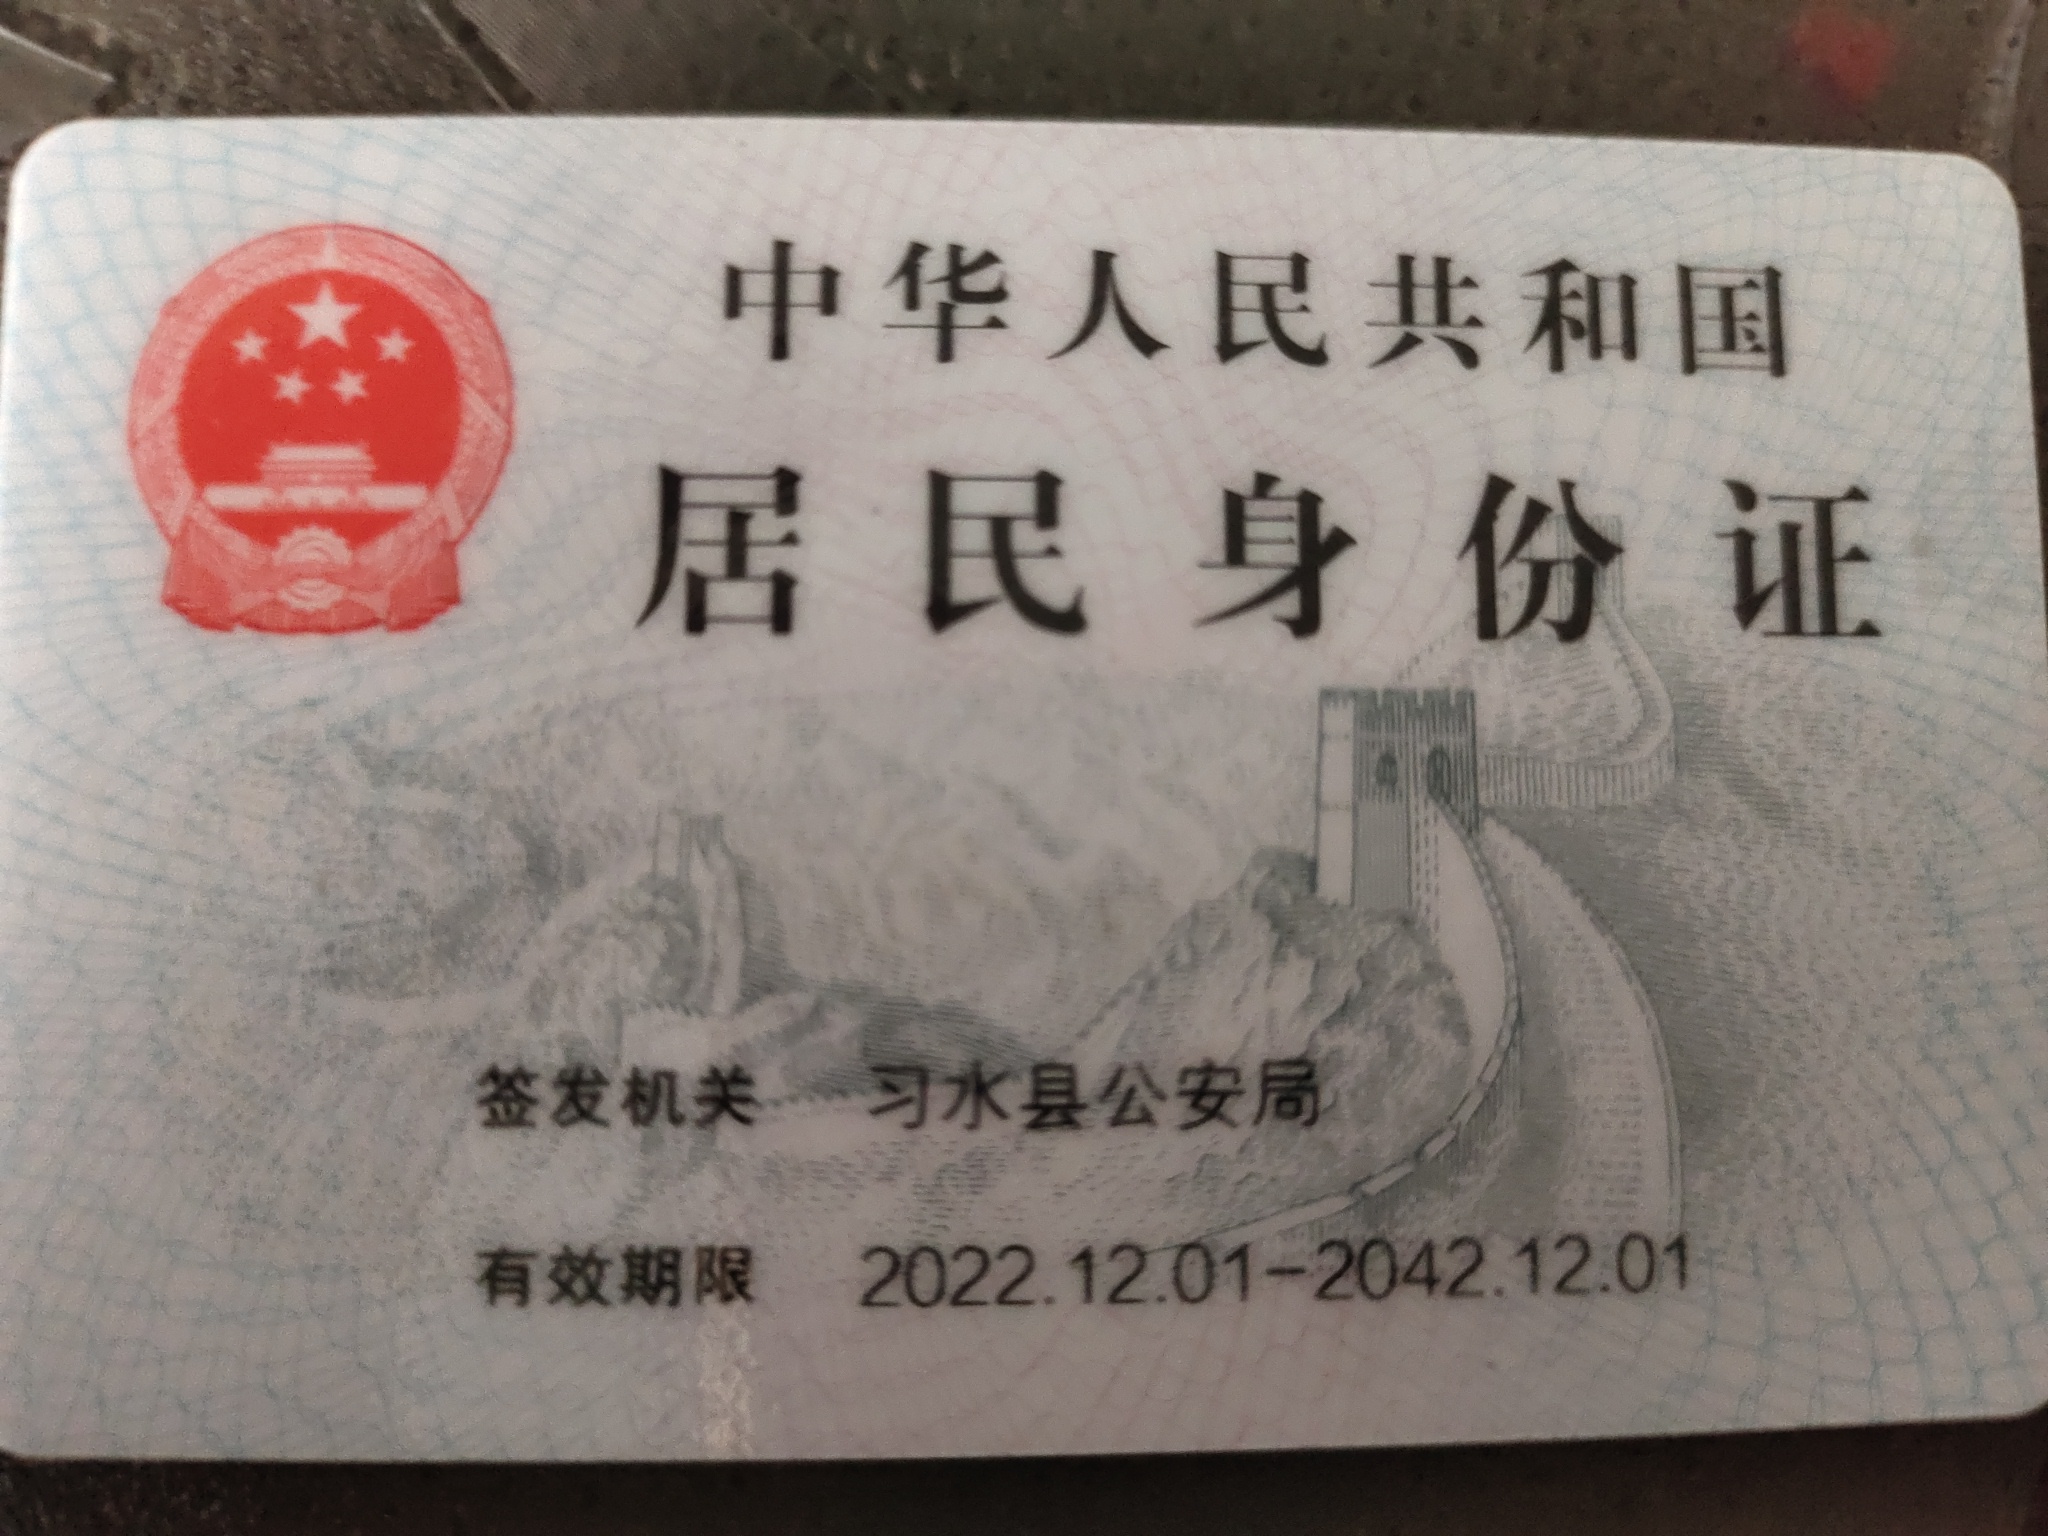 中华人民共和国
居民身份证
签发机关 习水县公安局
有效期限 2022.12.01-2042.12.01